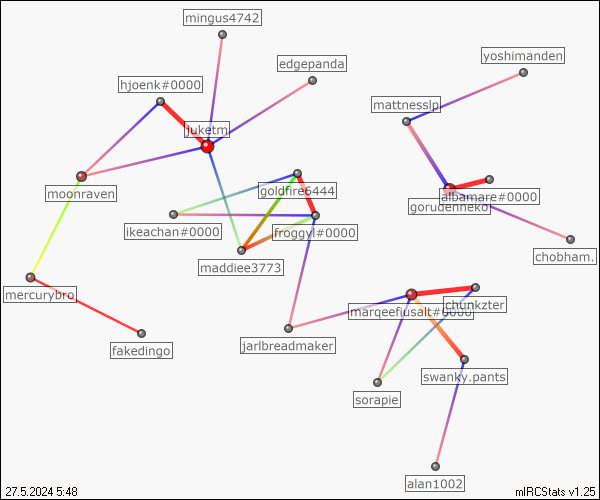 mingus4742
edgepanda
yoshimanden
hjoenk#0000
mattnesslp
juketm
moonraven
goldfire6444
albamare#0000
gorudenneko
ikeachan#0000
froggyl#0000
chobham.
maddiee3773
mercurybro
chunkzter
marqeefiusalt#0000
fakedingo
jarlbreadmaker
swanky.pants
sorapie
alan1002
27.5.2024 5:48
mIRCStats v1.25